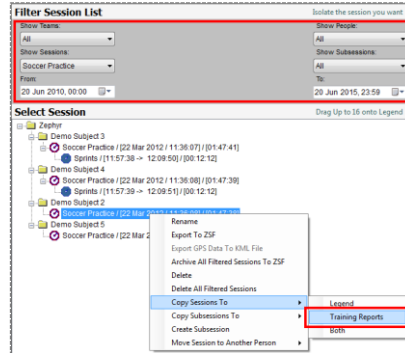 Filter Session List
Isolate the session you want
Show Teams:
Show People:
All
All
Show Sessions:
Show Subsessions:
Soccer Practice
All
From:
To:
20 Jun 2010, 00:00
20 Jun 2015, 23:59
Select Session
Drag Up to 16 onto Legend
Zephyr
Demo Subject 3
Soccer Practice / [22 Mar 2012 / 11:36:07] / [01:47:41]
Sprints / [11:57:38 -> 12:09:50] / [00:12:12]
Demo Subject 4
Soccer Practice / [22 Mar 2012 / 11:36:08] / [01:47:39]
Sprints / [11:57:39 -> 12:09:51] / [00:12:12]
Demo Subject 2
Soccer Practice / [22 Mar 2012 / 11:36:08] / [01:47:38]
Demo Subject 5
Soccer Practice / [22 Mar 2
Rename
Export To ZSF
Export GPS Data To KML File
Archive All Filtered Sessions To ZSF
Delete
Delete All Filtered Sessions
Copy Sessions To
Legend
Copy Subsessions To
Training Reports
Create Subsession
Both
Move Session to Another Person